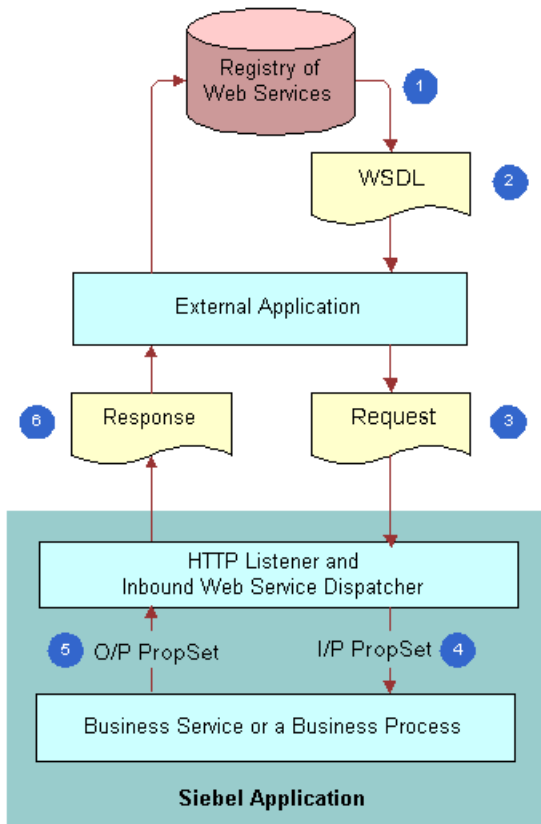 Registry of
Web Services
1
WSDL
2
External Application
6
Response
Request
3
HTTP Listener and
Inbound Web Service Dispatcher
5
O/P PropSet
I/P PropSet
4
Business Service or a Business Process
Siebel Application